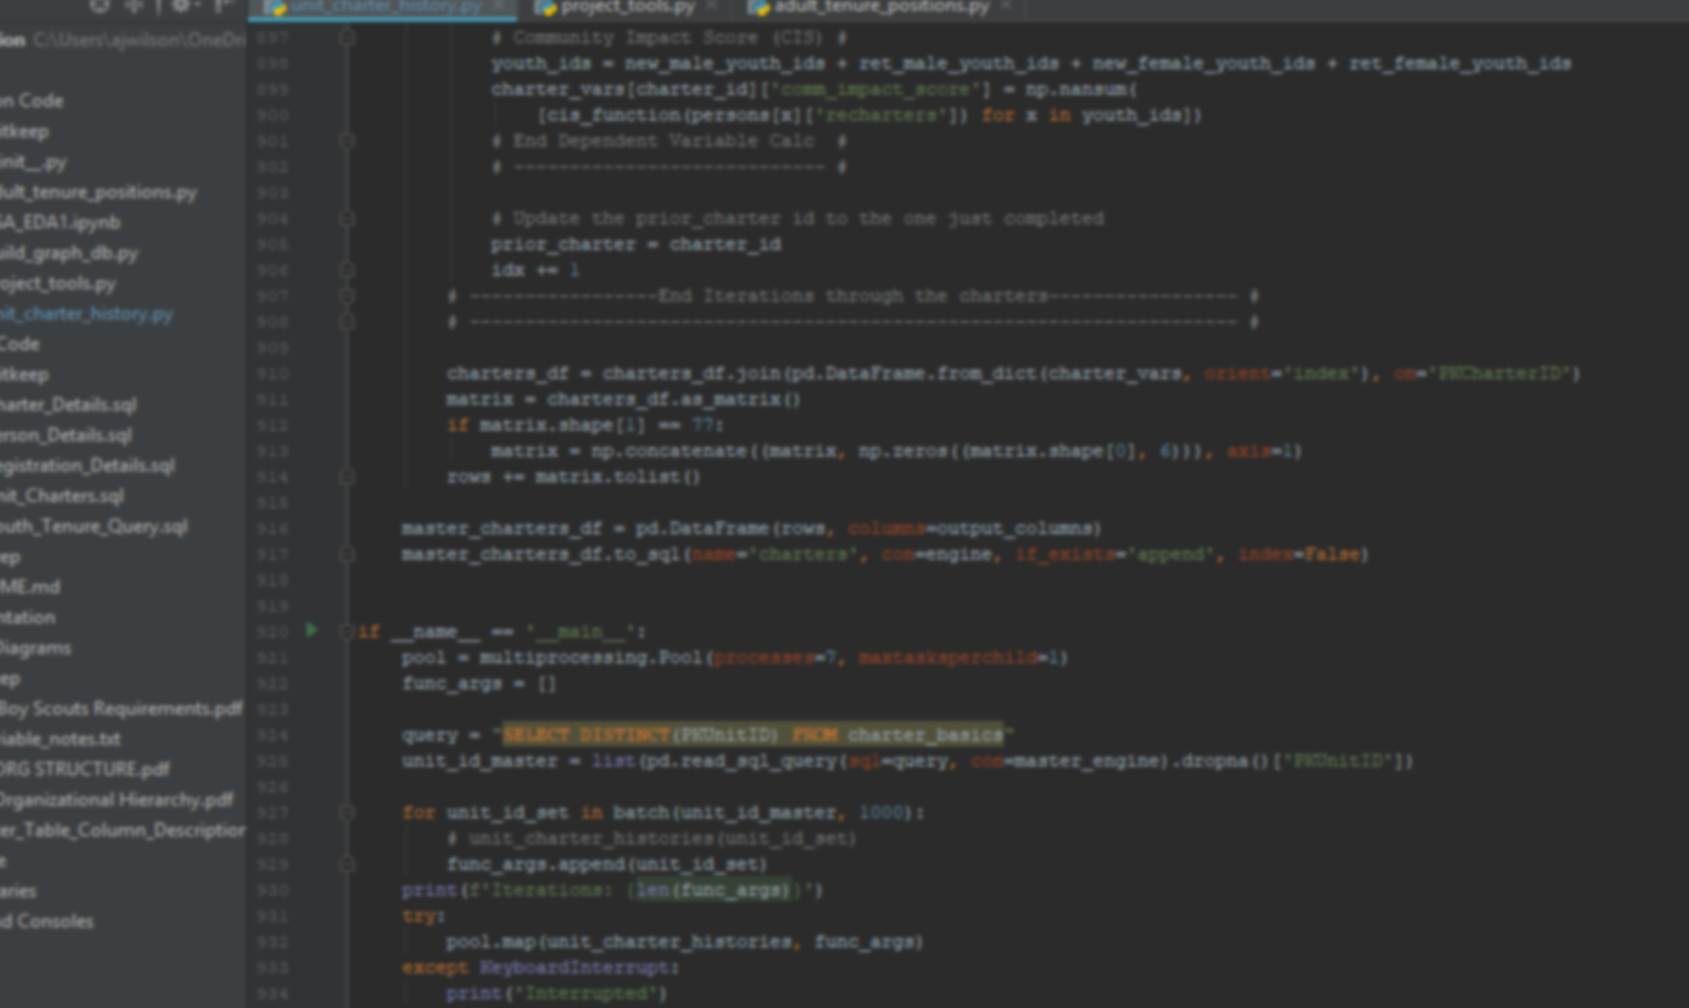 unit_charter_history.py project_tools.py adult_tenure_positions.py
ion C:\Users\ajwilson\OneDri
on Code
itkeep
init__.py
dult_tenure_positions.py
SA_EDA1.ipynb
uild_graph_db.py
roject_tools.py
nit_charter_history.py
Code
itkeep
harter_Details.sql
erson_Details.sql
egistration_Details.sql
nit_Charters.sql
outh_Tenure_Query.sql
ep
ME.md
ntation
Diagrams
ep
Boy Scouts Requirements.pdf
riable_notes.txt
ORG STRUCTURE.pdf
Organizational Hierarchy.pdf
ter_Table_Column_Description
e
aries
nd Consoles
897 # Community Impact Score (CIS) #
898 youth_ids = new_male_youth_ids + ret_male_youth_ids + new_female_youth_ids + ret_female_youth_ids
899 charter_vars[charter_id]['comm_impact_score'] = np.nansum(
900 [cis_function(persons[x]['recharters']) for x in youth_ids])
901 # End Dependent Variable Calc #
902 # ---------------------------- #
903
904 # Update the prior_charter id to the one just completed
905 prior_charter = charter_id
906 idx += 1
907 # -----------------End Iterations through the charters----------------- #
908 # --------------------------------------------------------------------- #
909
910 charters_df = charters_df.join(pd.DataFrame.from_dict(charter_vars, orient='index'), on='PKCharterID')
911 matrix = charters_df.as_matrix()
912 if matrix.shape[1] == 77:
913 matrix = np.concatenate((matrix, np.zeros((matrix.shape[0], 6))), axis=1)
914 rows += matrix.tolist()
915
916 master_charters_df = pd.DataFrame(rows, columns=output_columns)
917 master_charters_df.to_sql(name='charters', con=engine, if_exists='append', index=False)
918
919
920 if __name__ == '__main__':
921 pool = multiprocessing.Pool(processes=7, maxtasksperchild=1)
922 func_args = []
923
924 query = "SELECT DISTINCT(PKUnitID) FROM charter_basics"
925 unit_id_master = list(pd.read_sql_query(sql=query, con=master_engine).dropna()['PKUnitID'])
926
927 for unit_id_set in batch(unit_id_master, 1000):
928 # unit_charter_histories(unit_id_set)
929 func_args.append(unit_id_set)
930 print(f'Iterations: {len(func_args)}')
931 try:
932 pool.map(unit_charter_histories, func_args)
933 except KeyboardInterrupt:
934 print('Interrupted')